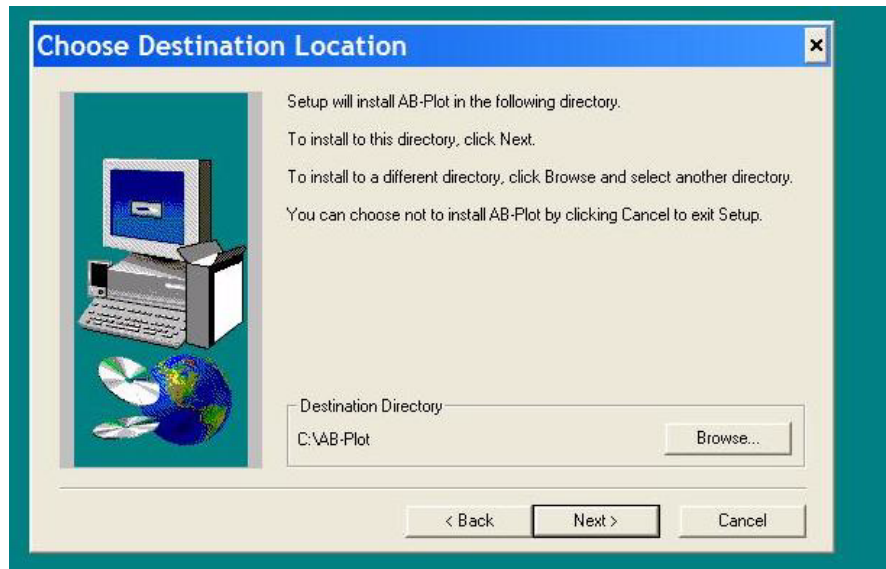 Choose Destination Location
Setup will install AB-Plot in the following directory.
To install to this directory, click Next.
To install to a different directory, click Browse and select another directory.
You can choose not to install AB-Plot by clicking Cancel to exit Setup.
Destination Directory
C:\AB-Plot
Browse...
< Back
Next >
Cancel